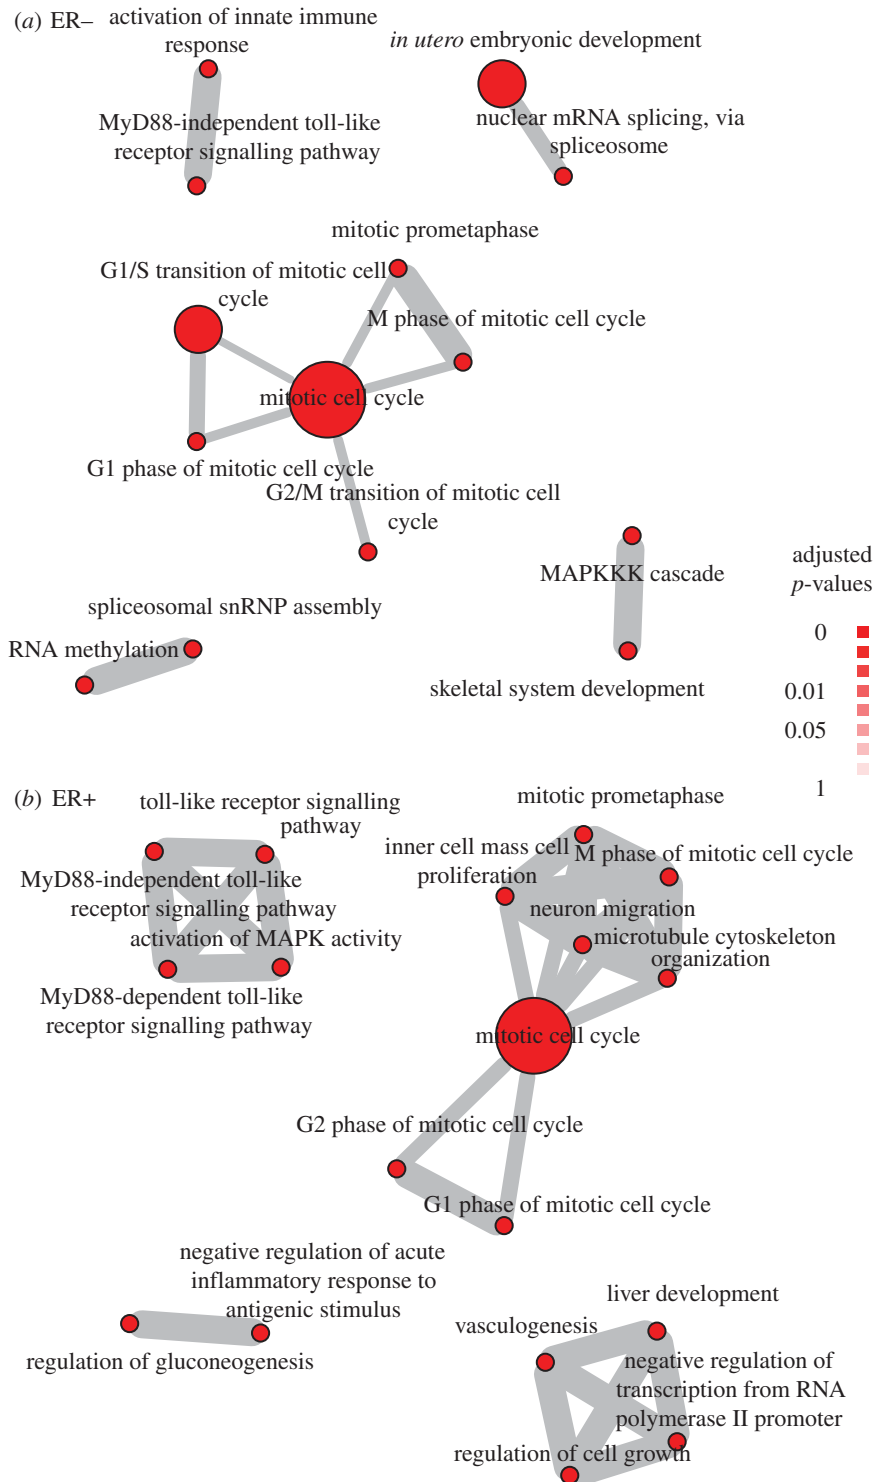 (a) ER–
activation of innate immune
response
in utero embryonic development
MyD88-independent toll-like
receptor signalling pathway
nuclear mRNA splicing, via
spliceosome
mitotic prometaphase
G1/S transition of mitotic cell
cycle
M phase of mitotic cell cycle
mitotic cell cycle
G1 phase of mitotic cell cycle
G2/M transition of mitotic cell
cycle
MAPKKK cascade
spliceosomal snRNP assembly
RNA methylation
skeletal system development
adjusted
p-values
0
0.01
0.05
1
(b) ER+
toll-like receptor signalling
pathway
MyD88-independent toll-like
receptor signalling pathway
activation of MAPK activity
MyD88-dependent toll-like
receptor signalling pathway
mitotic prometaphase
inner cell mass cell
proliferation
M phase of mitotic cell cycle
neuron migration
microtubule cytoskeleton
organization
mitotic cell cycle
G2 phase of mitotic cell cycle
G1 phase of mitotic cell cycle
negative regulation of acute
inflammatory response to
antigenic stimulus
regulation of gluconeogenesis
liver development
vasculogenesis
negative regulation of
transcription from RNA
polymerase II promoter
regulation of cell growth